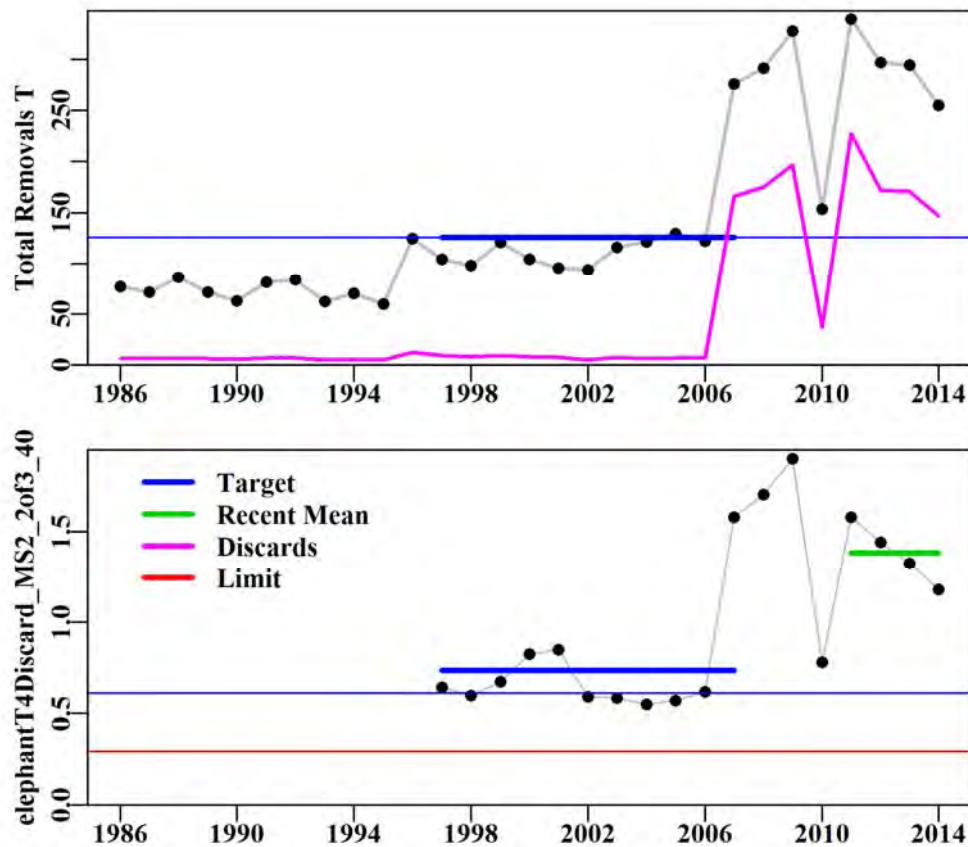 Total Removals T
250
150
50
0
1986 1990 1994 1998 2002 2006 2010 2014
elephantT4Discard_MS2_2of3_40
1.5
1.0
0.5
0.0
Target
Recent Mean
Discards
Limit
1986 1990 1994 1998 2002 2006 2010 2014